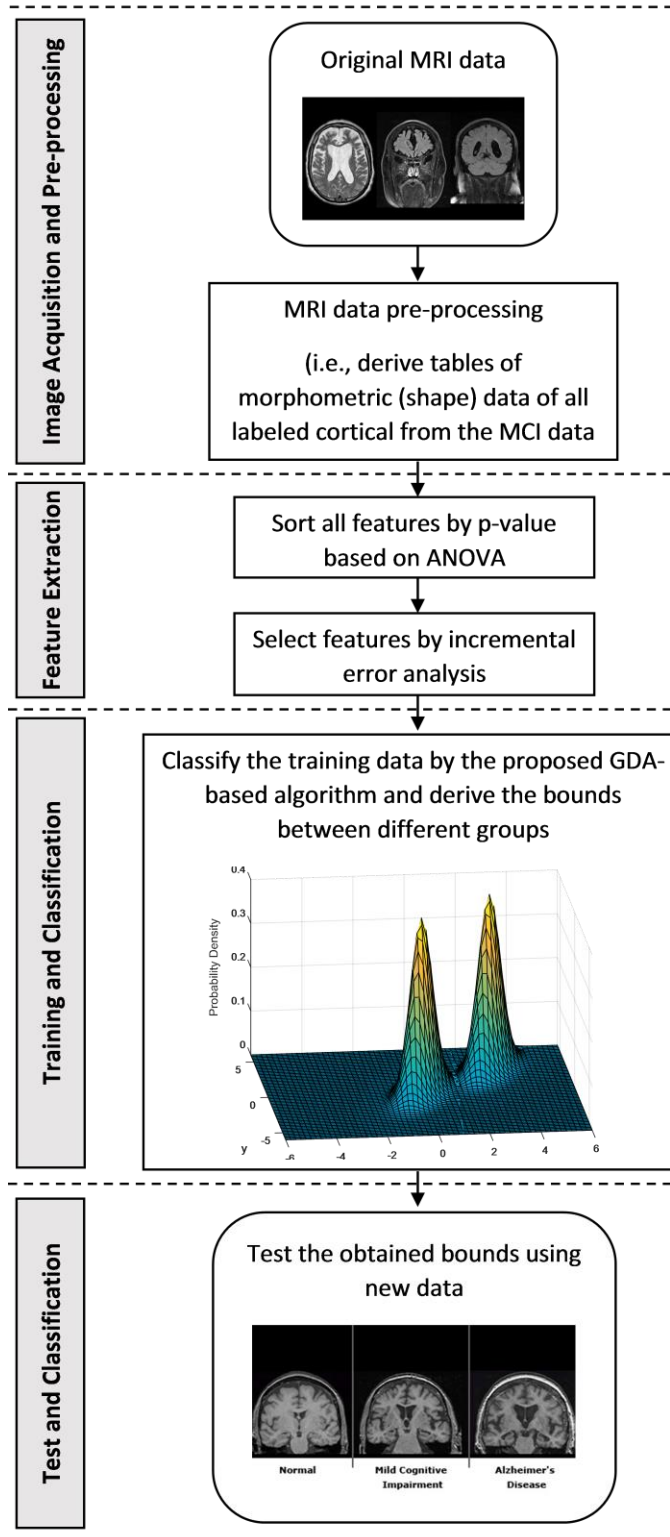 Image Acquisition and Pre-processing
Original MRI data
MRI data pre-processing
(i.e., derive tables of
morphometric (shape) data of all
labeled cortical from the MCI data
Feature Extraction
Sort all features by p-value
based on ANOVA
Select features by incremental
error analysis
Training and Classification
Classify the training data by the proposed GDA-
based algorithm and derive the bounds
between different groups
Probability Density
0.4
0.3
0.2
0.1
0
5
0
-5
y
-6
-4
-2
0
2
4
6
Test and Classification
Test the obtained bounds using
new data
Normal
Mild Cognitive
Impairment
Alzheimer's
Disease